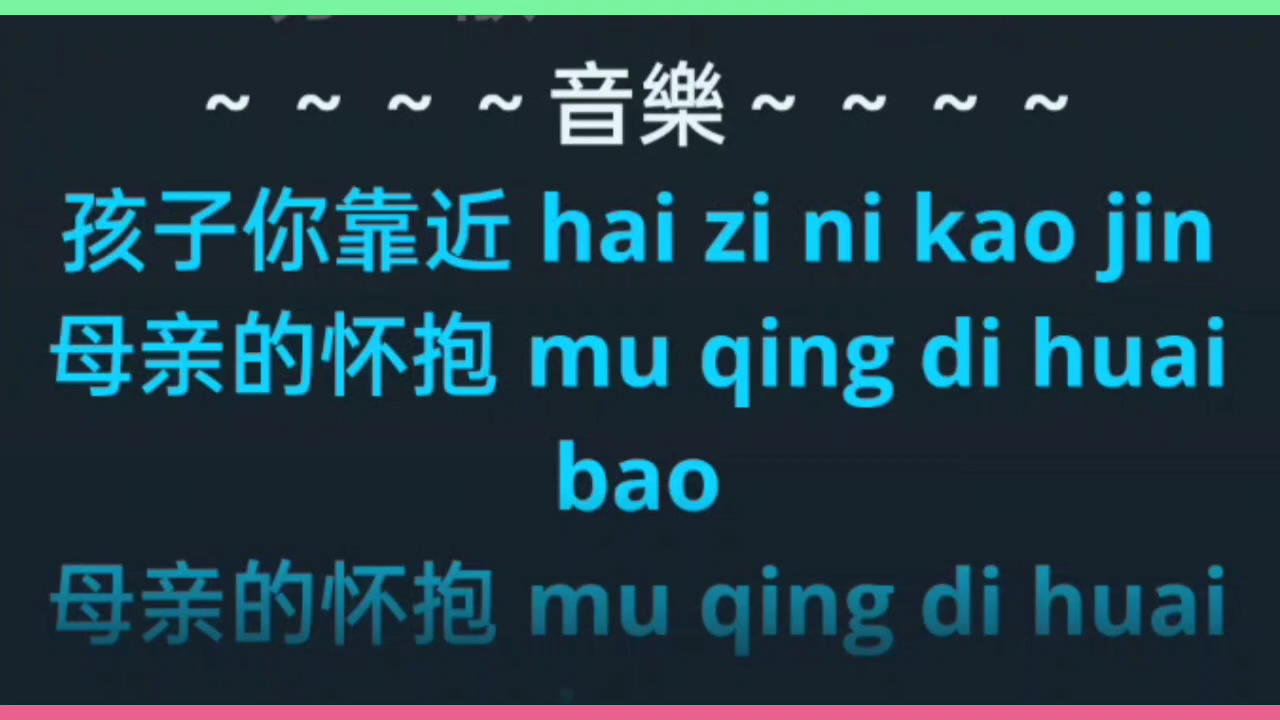 ~ ~ ~ ~音樂~ ~ ~ ~
孩子你靠近 hai zi ni kao jin
母亲的怀抱 mu qing di huai
bao
母亲的怀抱 mu qing di huai